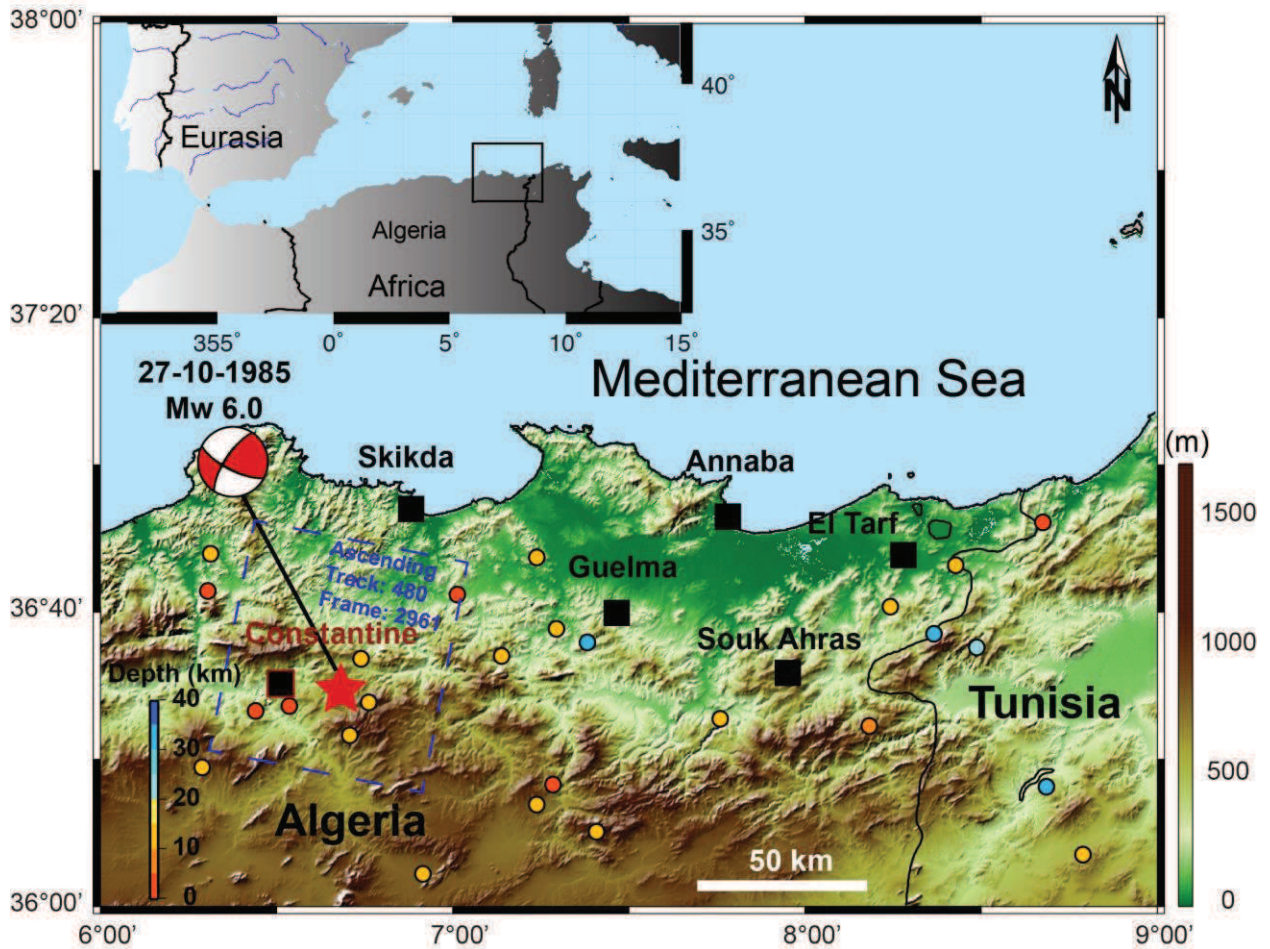 38°00'
N
40°
Eurasia
Algeria
35°
Africa
37°20'
355°
0°
5°
10°
15°
27-10-1985
Mw 6.0
Mediterranean Sea
(m)
Skikda
Annaba
1500
El Tarf
Ascending
Guelma
Treck: 480
Frame: 2961
36°40'
Constantine
Souk Ahras
1000
Depth (km)
40
Tunisia
30
500
20
Algeria
10
50 km
0
0
36°00'
6°00'
7°00'
8°00'
9°00'